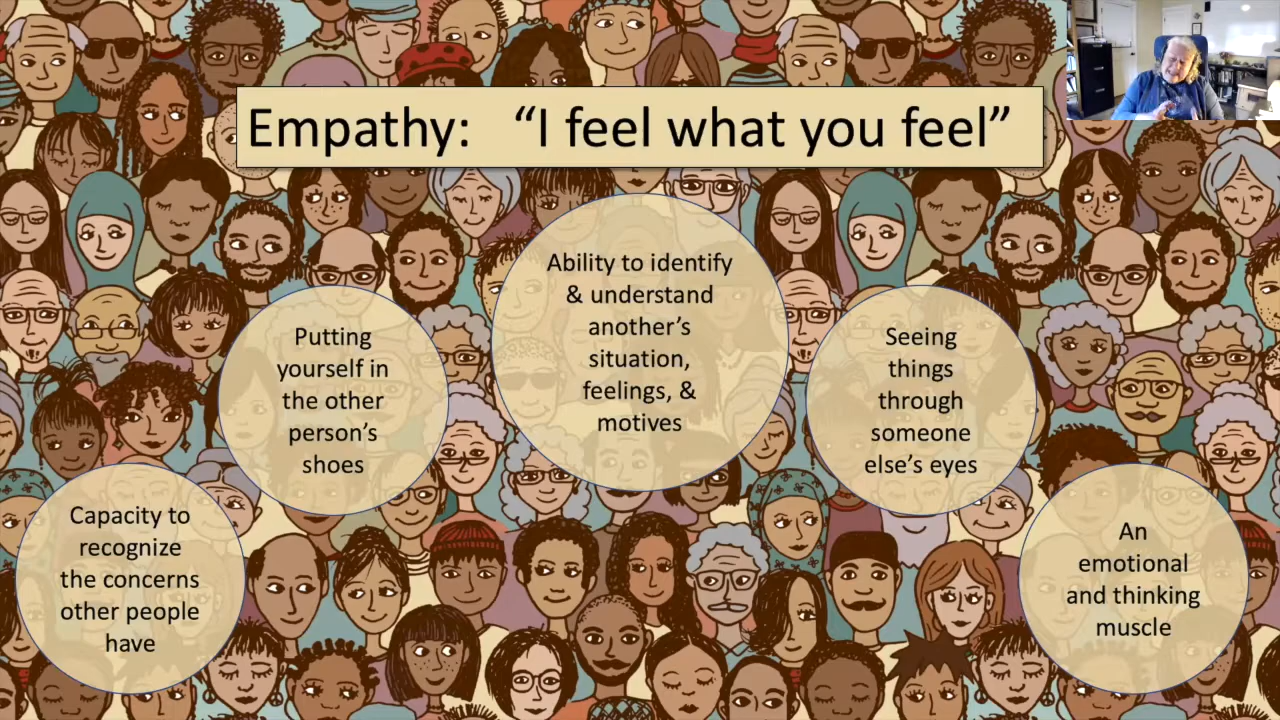 Empathy: “I feel what you feel”
Capacity to
recognize
the concerns
other people
have
Putting
yourself in
the other
person’s
shoes
Ability to identify
& understand
another’s
situation,
feelings, &
motives
Seeing
things
through
someone
else’s eyes
An
emotional
and thinking
muscle